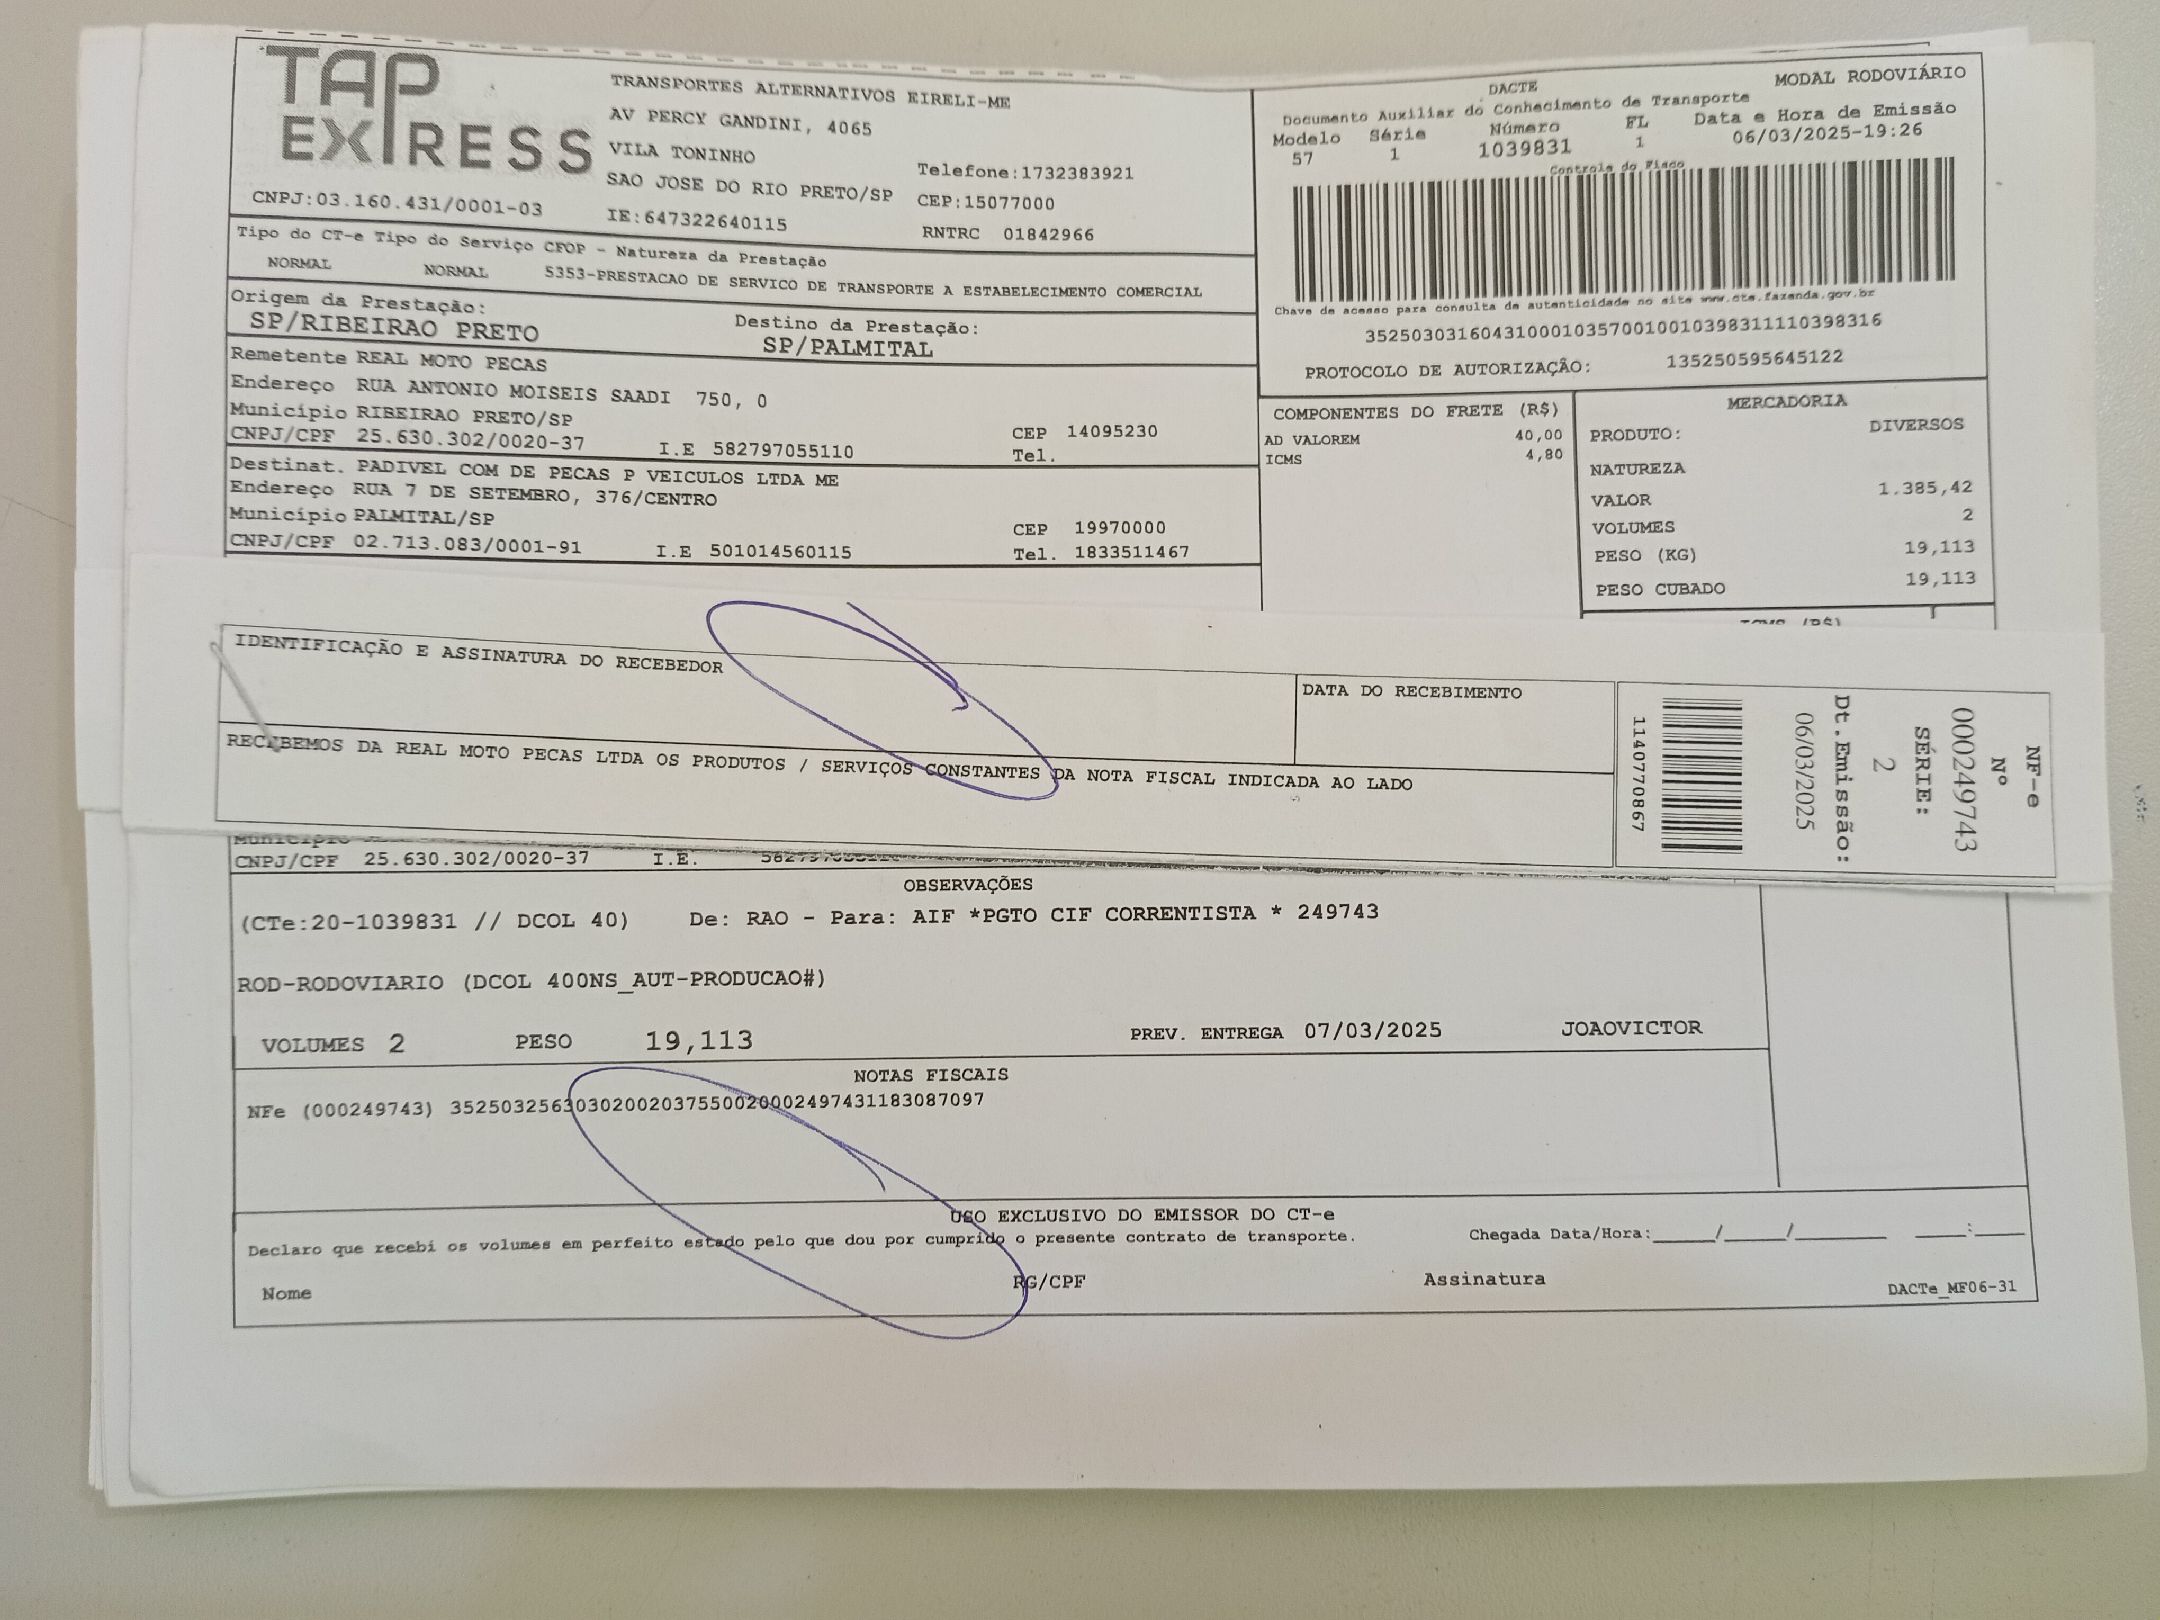 TAP EXPRESS
TRANSPORTES ALTERNATIVOS EIRELI-ME
AV PERCY GANDINI, 4065
VILA TONINHO
SAO JOSE DO RIO PRETO/SP
Telefone:1732383921
CEP:15077000
CNPJ:03.160.431/0001-03
IE:647322640115
RNTRC 01842966
DACTE
MODAL RODOVIÁRIO
Documento Auxiliar do Conhecimento de Transporte
Modelo Série Número FL Data e Hora de Emissão
57 1 1039831 1 06/03/2025-19:26
Controle do Fisco
Chave de acesso para consulta de autenticidade no site www.cte.fazenda.gov.br
35250303160431000103570010010398311110398316
PROTOCOLO DE AUTORIZAÇÃO: 135250595645122
Tipo do CT-e Tipo do Serviço CFOP - Natureza da Prestação
NORMAL NORMAL 5353-PRESTACAO DE SERVICO DE TRANSPORTE A ESTABELECIMENTO COMERCIAL
Origem da Prestação:
SP/RIBEIRAO PRETO
Destino da Prestação:
SP/PALMITAL
Remetente REAL MOTO PECAS
Endereço RUA ANTONIO MOISEIS SAADI 750, 0
Município RIBEIRAO PRETO/SP
CEP 14095230
CNPJ/CPF 25.630.302/0020-37 I.E 582797055110 Tel.
Destinat. PADIVEL COM DE PECAS P VEICULOS LTDA ME
Endereço RUA 7 DE SETEMBRO, 376/CENTRO
Município PALMITAL/SP
CEP 19970000
CNPJ/CPF 02.713.083/0001-91 I.E 501014560115 Tel. 1833511467
COMPONENTES DO FRETE (R$)
AD VALOREM 40,00
ICMS 4,80
MERCADORIA
PRODUTO: DIVERSOS
NATUREZA
VALOR 1.385,42
VOLUMES 2
PESO (KG) 19,113
PESO CUBADO 19,113
IDENTIFICAÇÃO E ASSINATURA DO RECEBEDOR
DATA DO RECEBIMENTO
RECEBEMOS DA REAL MOTO PECAS LTDA OS PRODUTOS / SERVIÇOS CONSTANTES DA NOTA FISCAL INDICADA AO LADO
NF-e
Nº
000249743
SÉRIE:
2
Dt.Emissão:
06/03/2025
1140770867
Município
CNPJ/CPF 25.630.302/0020-37 I.E.
OBSERVAÇÕES
(CTe:20-1039831 // DCOL 40) De: RAO - Para: AIF *PGTO CIF CORRENTISTA * 249743
ROD-RODOVIARIO (DCOL 400NS_AUT-PRODUCAO#)
VOLUMES 2 PESO 19,113 PREV. ENTREGA 07/03/2025 JOAOVICTOR
NOTAS FISCAIS
NFe (000249743) 35250325630302002037550020002497431183087097
USO EXCLUSIVO DO EMISSOR DO CT-e
Declaro que recebi os volumes em perfeito estado pelo que dou por cumprido o presente contrato de transporte. Chegada Data/Hora:_____/_____/________ ____:____
Nome RG/CPF Assinatura DACTe_MF06-31